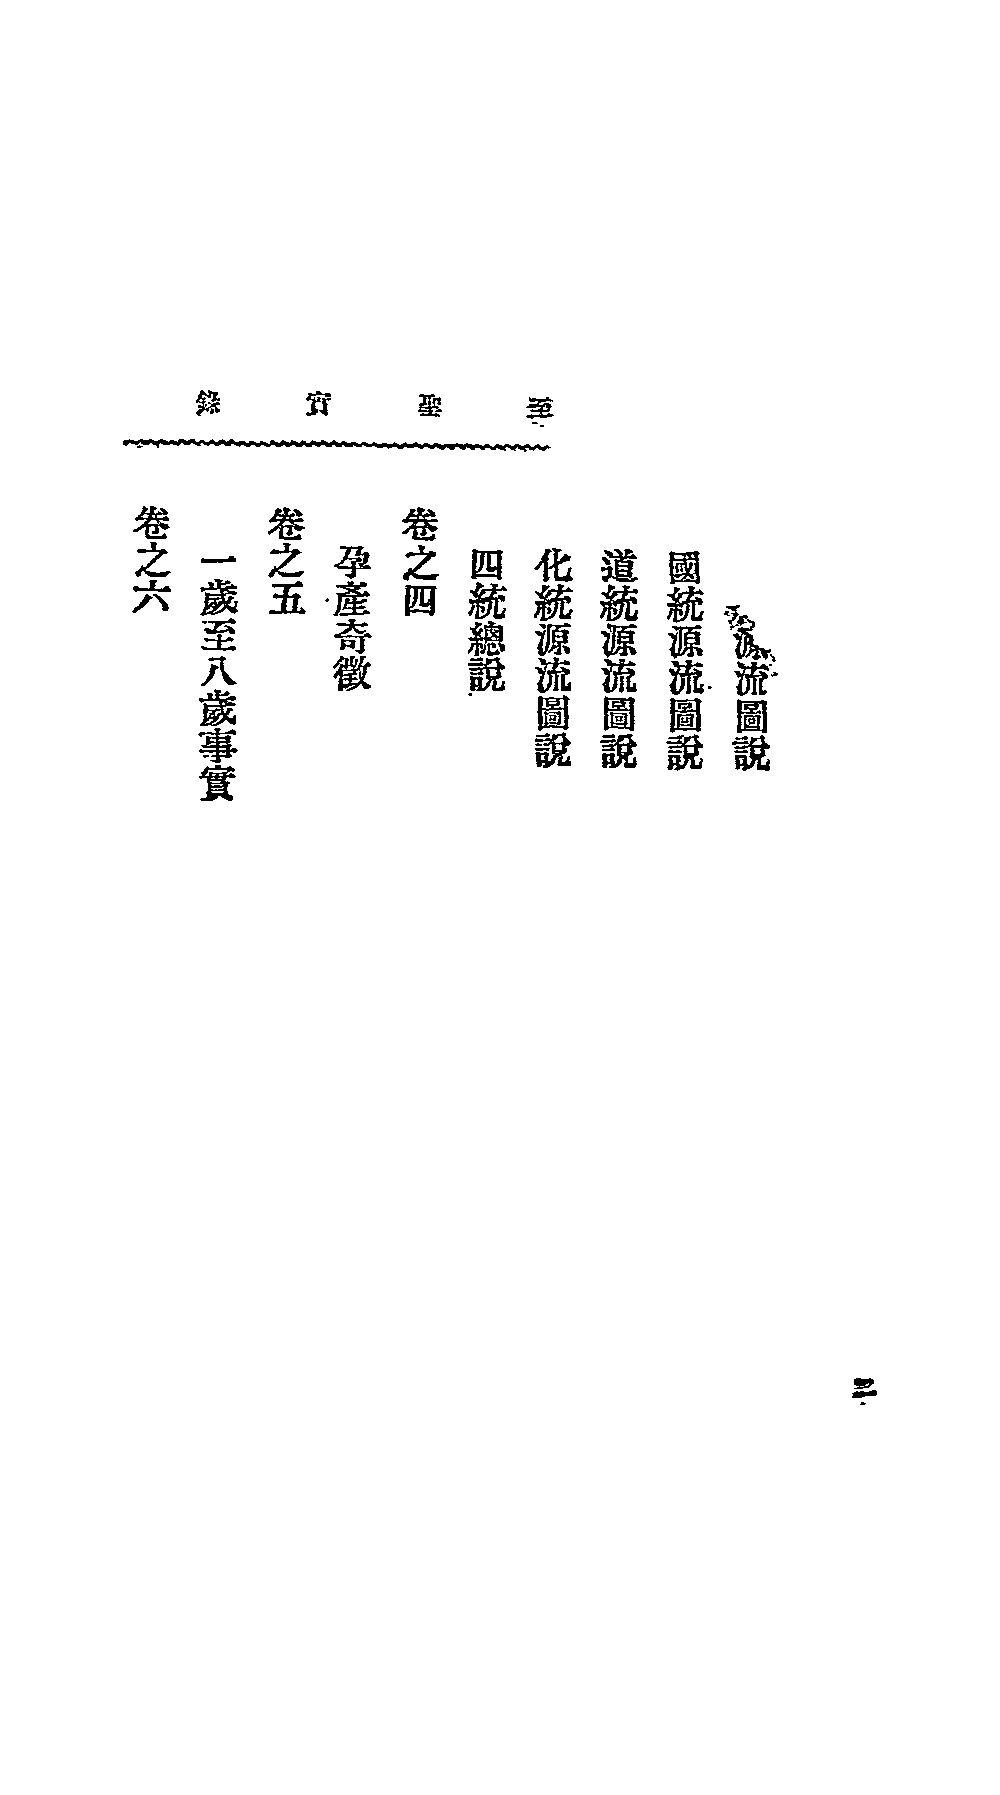 至聖實錄
源流圖說
國統源流圖說
道統源流圖說
化統源流圖說
四統總說
卷之四
孕產奇徵
卷之五
一歲至八歲事實
卷之六
二